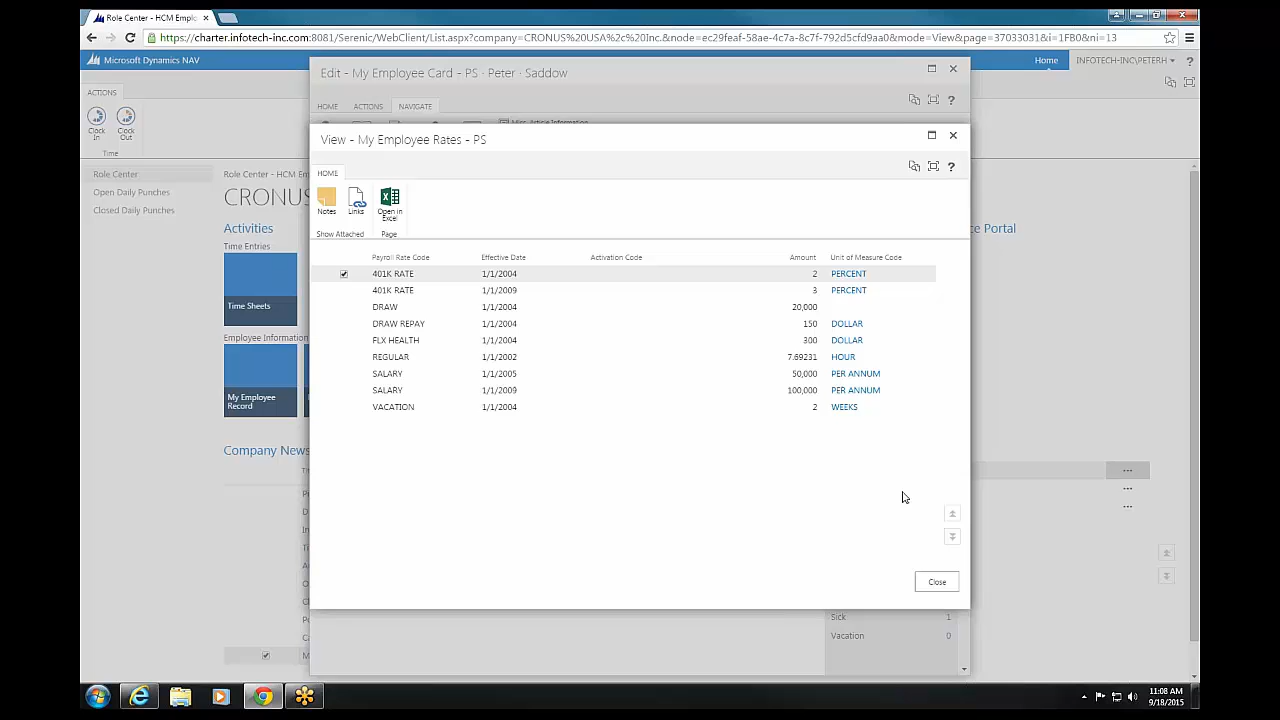 Role Center - HCM Emplo
https://charter.infotech-inc.com:8081/Serenic/WebClient/List.aspx?company=CRONUS%20USA%2c%20Inc.&node=ec29feaf-58ae-4c7a-8c7f-792d5cfd9aa0&mode=View&page=37033031&i=1FB0&ni=13
Microsoft Dynamics NAV
Home
INFOTECH-INC\PETERH
?
Edit - My Employee Card - PS · Peter · Saddow
ACTIONS
HOME
ACTIONS
NAVIGATE
?
Clock In
Clock Out
Time
Misc. Article Information
View - My Employee Rates - PS
HOME
?
Notes
Links
Open in Excel
Show Attached
Page
Role Center
Open Daily Punches
Closed Daily Punches
Role Center - HCM Em
CRONUS
Activities
Time Entries
Time Sheets
Employee Information
My Employee Record
Company News
ce Portal
Payroll Rate Code Effective Date Activation Code Amount Unit of Measure Code
401K RATE 1/1/2004 2 PERCENT
401K RATE 1/1/2009 3 PERCENT
DRAW 1/1/2004 20,000
DRAW REPAY 1/1/2004 150 DOLLAR
FLX HEALTH 1/1/2004 300 DOLLAR
REGULAR 1/1/2002 7.69231 HOUR
SALARY 1/1/2005 50,000 PER ANNUM
SALARY 1/1/2009 100,000 PER ANNUM
VACATION 1/1/2004 2 WEEKS
Close
Sick 1
Vacation 0
11:08 AM
9/18/2015